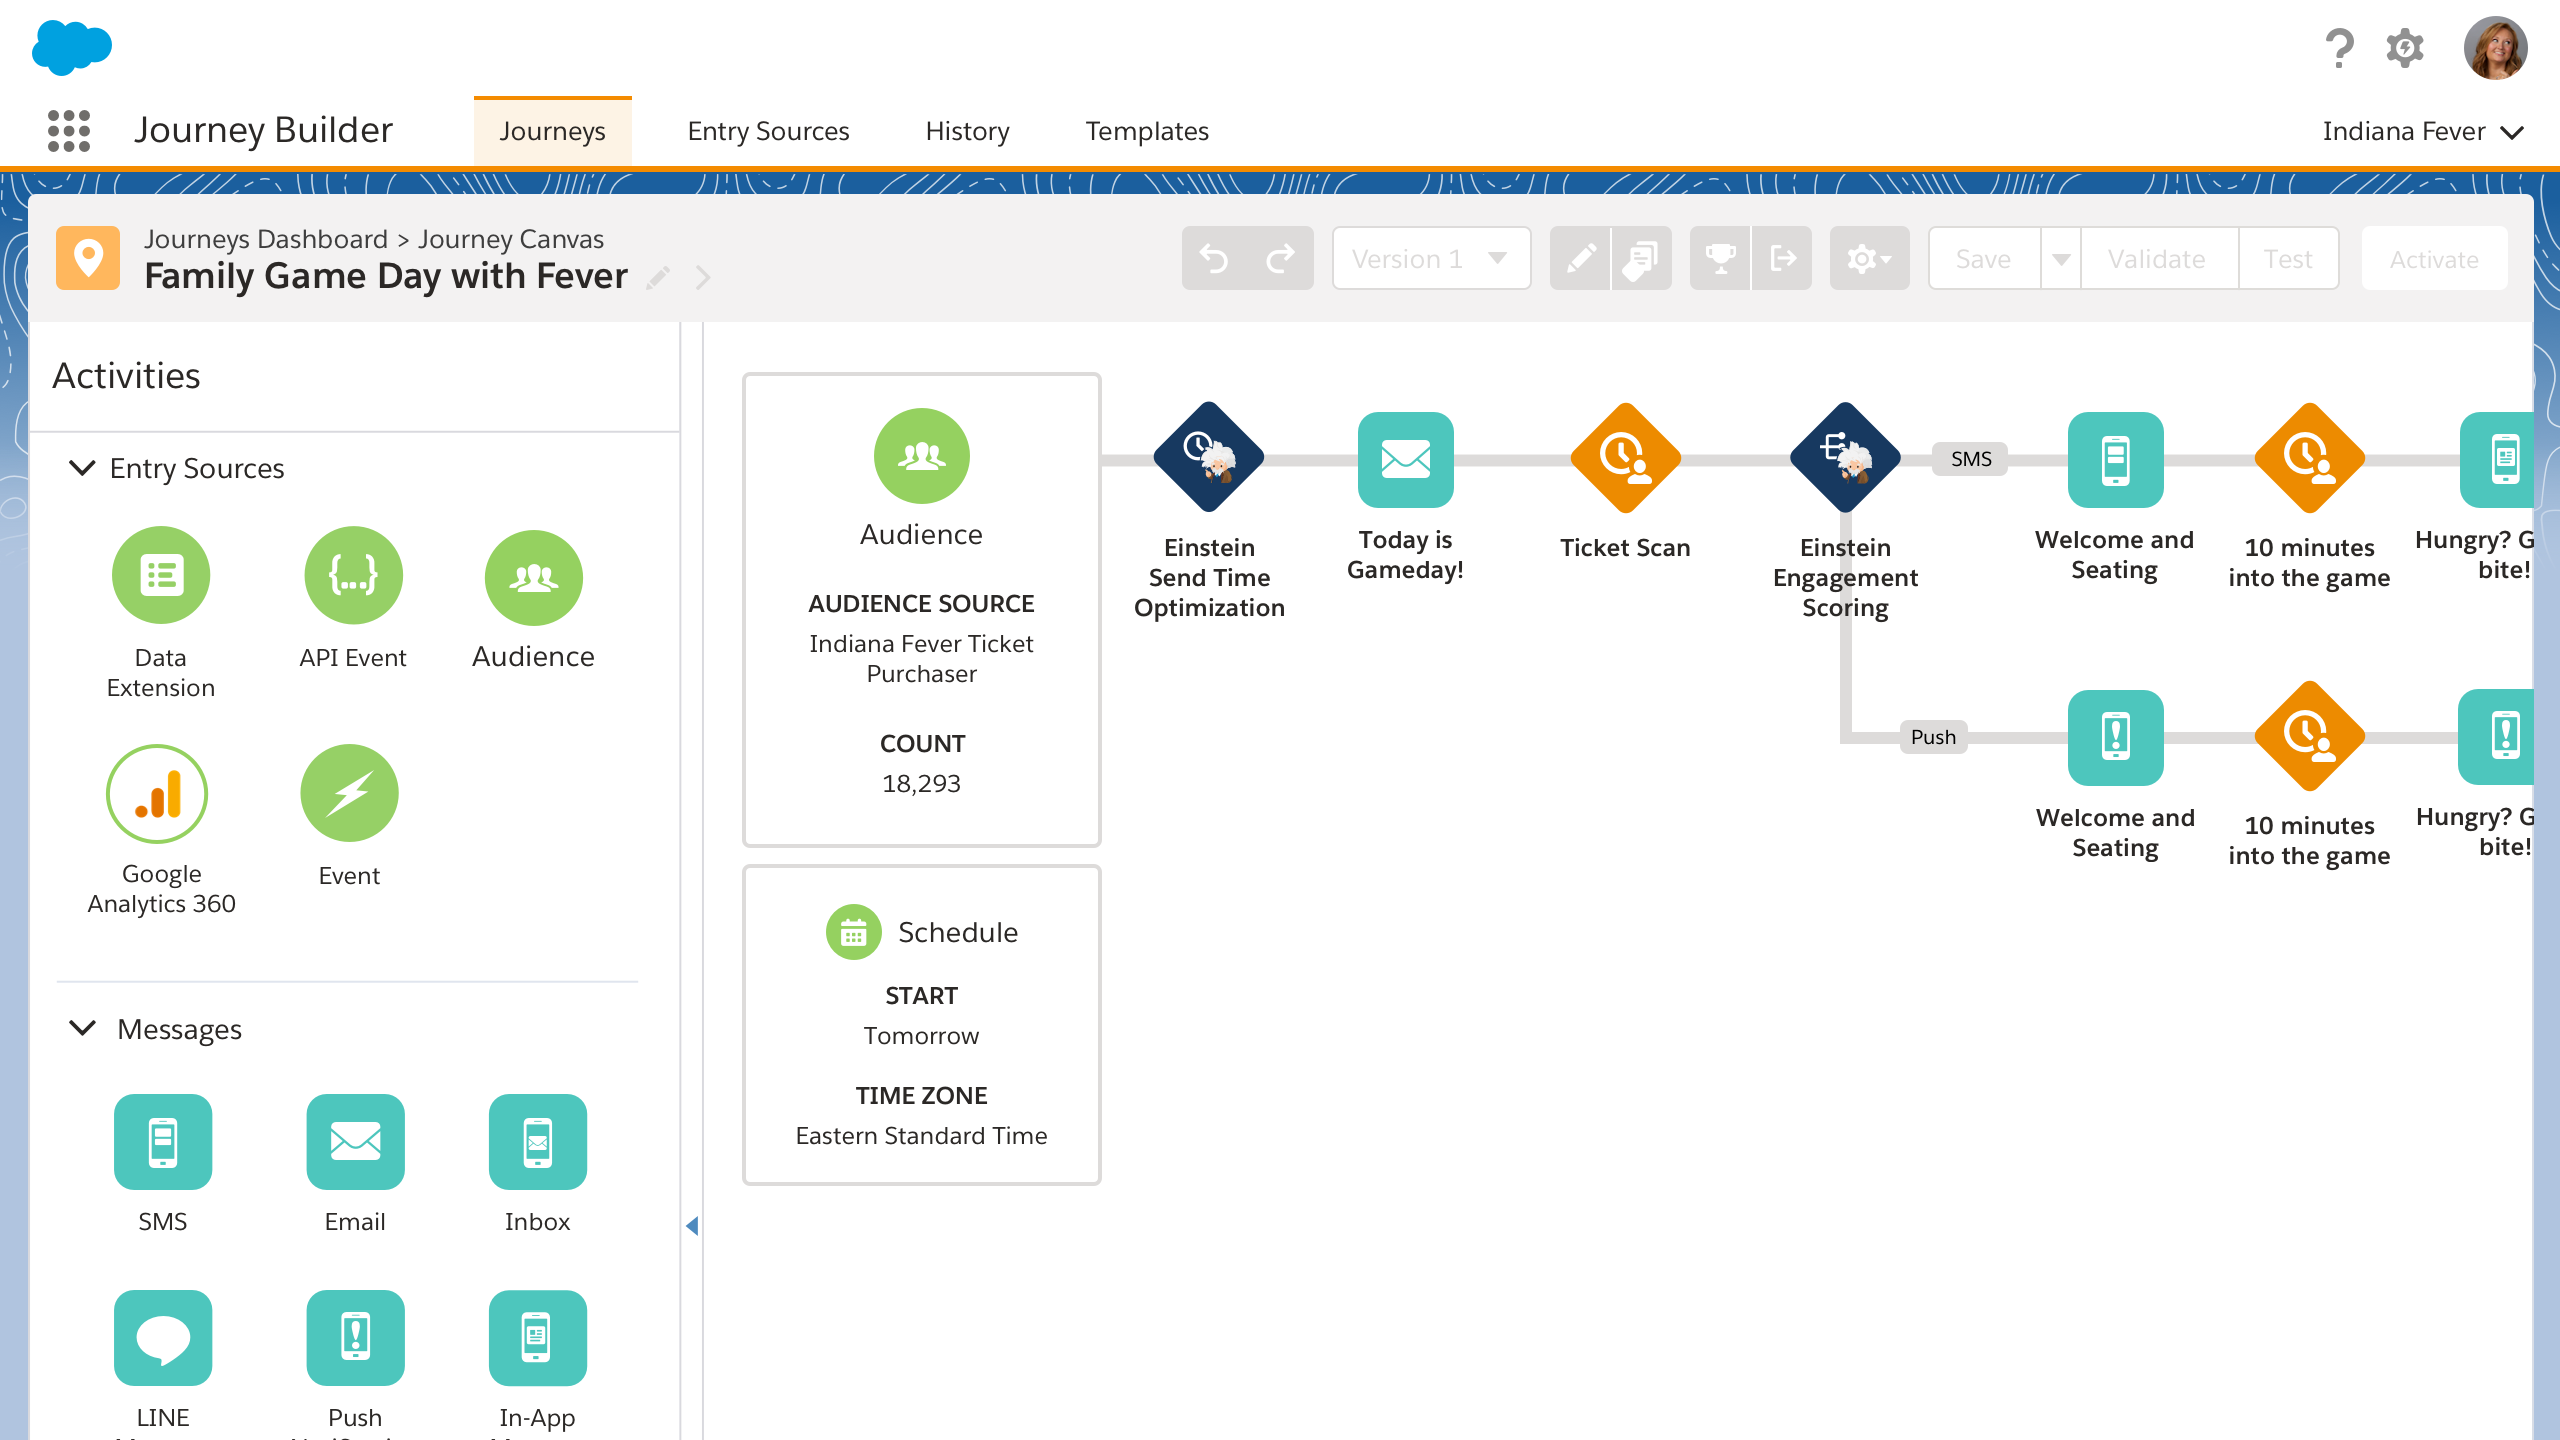 Journey Builder
Journeys
Entry Sources
History
Templates
Indiana Fever
Journeys Dashboard > Journey Canvas
Family Game Day with Fever
Version 1
Save
Validate
Test
Activate
Activities
Entry Sources
Data
Extension
API Event
Audience
Google
Analytics 360
Event
Messages
SMS
Email
Inbox
LINE
Push
In-App
Audience
AUDIENCE SOURCE
Indiana Fever Ticket
Purchaser
COUNT
18,293
Schedule
START
Tomorrow
TIME ZONE
Eastern Standard Time
Einstein
Send Time
Optimization
Today is
Gameday!
Ticket Scan
Einstein
Engagement
Scoring
SMS
Welcome and
Seating
10 minutes
into the game
Hungry? G
bite!
Push
Welcome and
Seating
10 minutes
into the game
Hungry? G
bite!